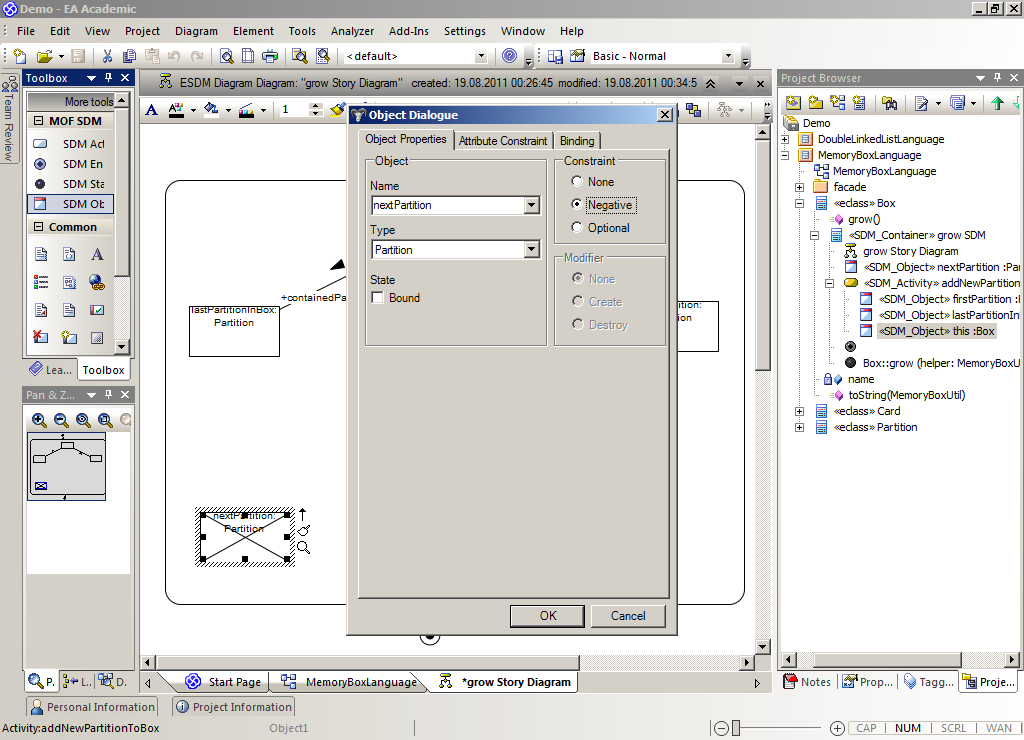 Demo - EA Academic
File Edit View Project Diagram Element Tools Analyzer Add-Ins Settings Window Help
<default>
Basic - Normal
Team Review
Toolbox
More tools
MOF SDM
SDM Act
SDM En
SDM Sta
SDM Ob
Common
Lea...
Toolbox
Pan & Z...
P.
L..
D.
ESDM Diagram Diagram: "grow Story Diagram" created: 19.08.2011 00:26:45 modified: 19.08.2011 00:34:5
1
+containedPa
lastPartitionInBox:
Partition
nextPartition:
Partition
Object Dialogue
Object Properties
Attribute Constraint
Binding
Object
Name
nextPartition
Type
Partition
State
Bound
Constraint
None
Negative
Optional
Modifier
None
Create
Destroy
OK
Cancel
Start Page
MemoryBoxLanguage
*grow Story Diagram
Project Browser
Demo
DoubleLinkedListLanguage
MemoryBoxLanguage
MemoryBoxLanguage
facade
«eclass» Box
grow()
«SDM_Container» grow SDM
grow Story Diagram
«SDM_Object» nextPartition :Pa
«SDM_Activity» addNewPartition
«SDM_Object» firstPartition :
«SDM_Object» lastPartitionIn
«SDM_Object» this :Box
Box::grow (helper: MemoryBoxU
name
toString(MemoryBoxUtil)
«eclass» Card
«eclass» Partition
Notes
Prop...
Tagg...
Proje...
Personal Information
Project Information
Activity:addNewPartitionToBox
Object1
CAP NUM SCRL WAN